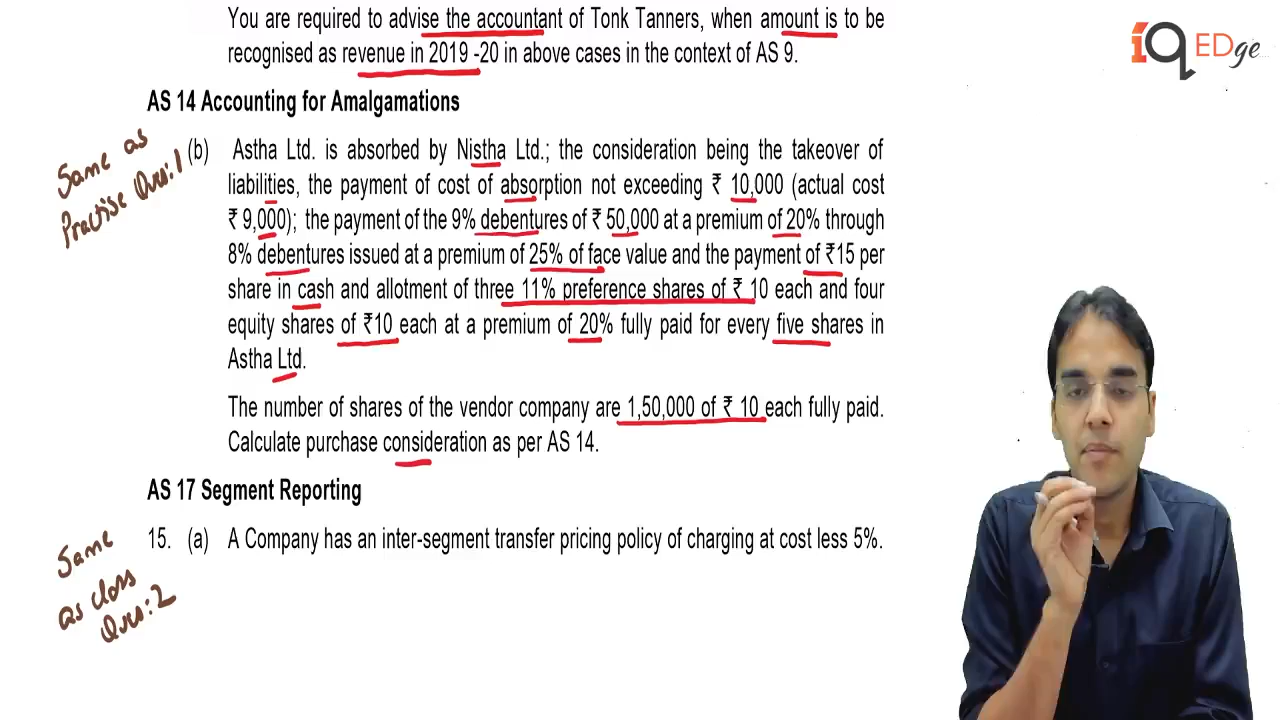 You are required to advise the accountant of Tonk Tanners, when amount is to be
recognised as revenue in 2019 -20 in above cases in the context of AS 9.
iQ EDge
AS 14 Accounting for Amalgamations
Same as
Practise Ques:1
(b) Astha Ltd. is absorbed by Nistha Ltd.; the consideration being the takeover of
liabilities, the payment of cost of absorption not exceeding ₹ 10,000 (actual cost
₹ 9,000); the payment of the 9% debentures of ₹ 50,000 at a premium of 20% through
8% debentures issued at a premium of 25% of face value and the payment of ₹15 per
share in cash and allotment of three 11% preference shares of ₹ 10 each and four
equity shares of ₹10 each at a premium of 20% fully paid for every five shares in
Astha Ltd.
The number of shares of the vendor company are 1,50,000 of ₹ 10 each fully paid.
Calculate purchase consideration as per AS 14.
AS 17 Segment Reporting
Same
as class
Ques:2
15. (a) A Company has an inter-segment transfer pricing policy of charging at cost less 5%.